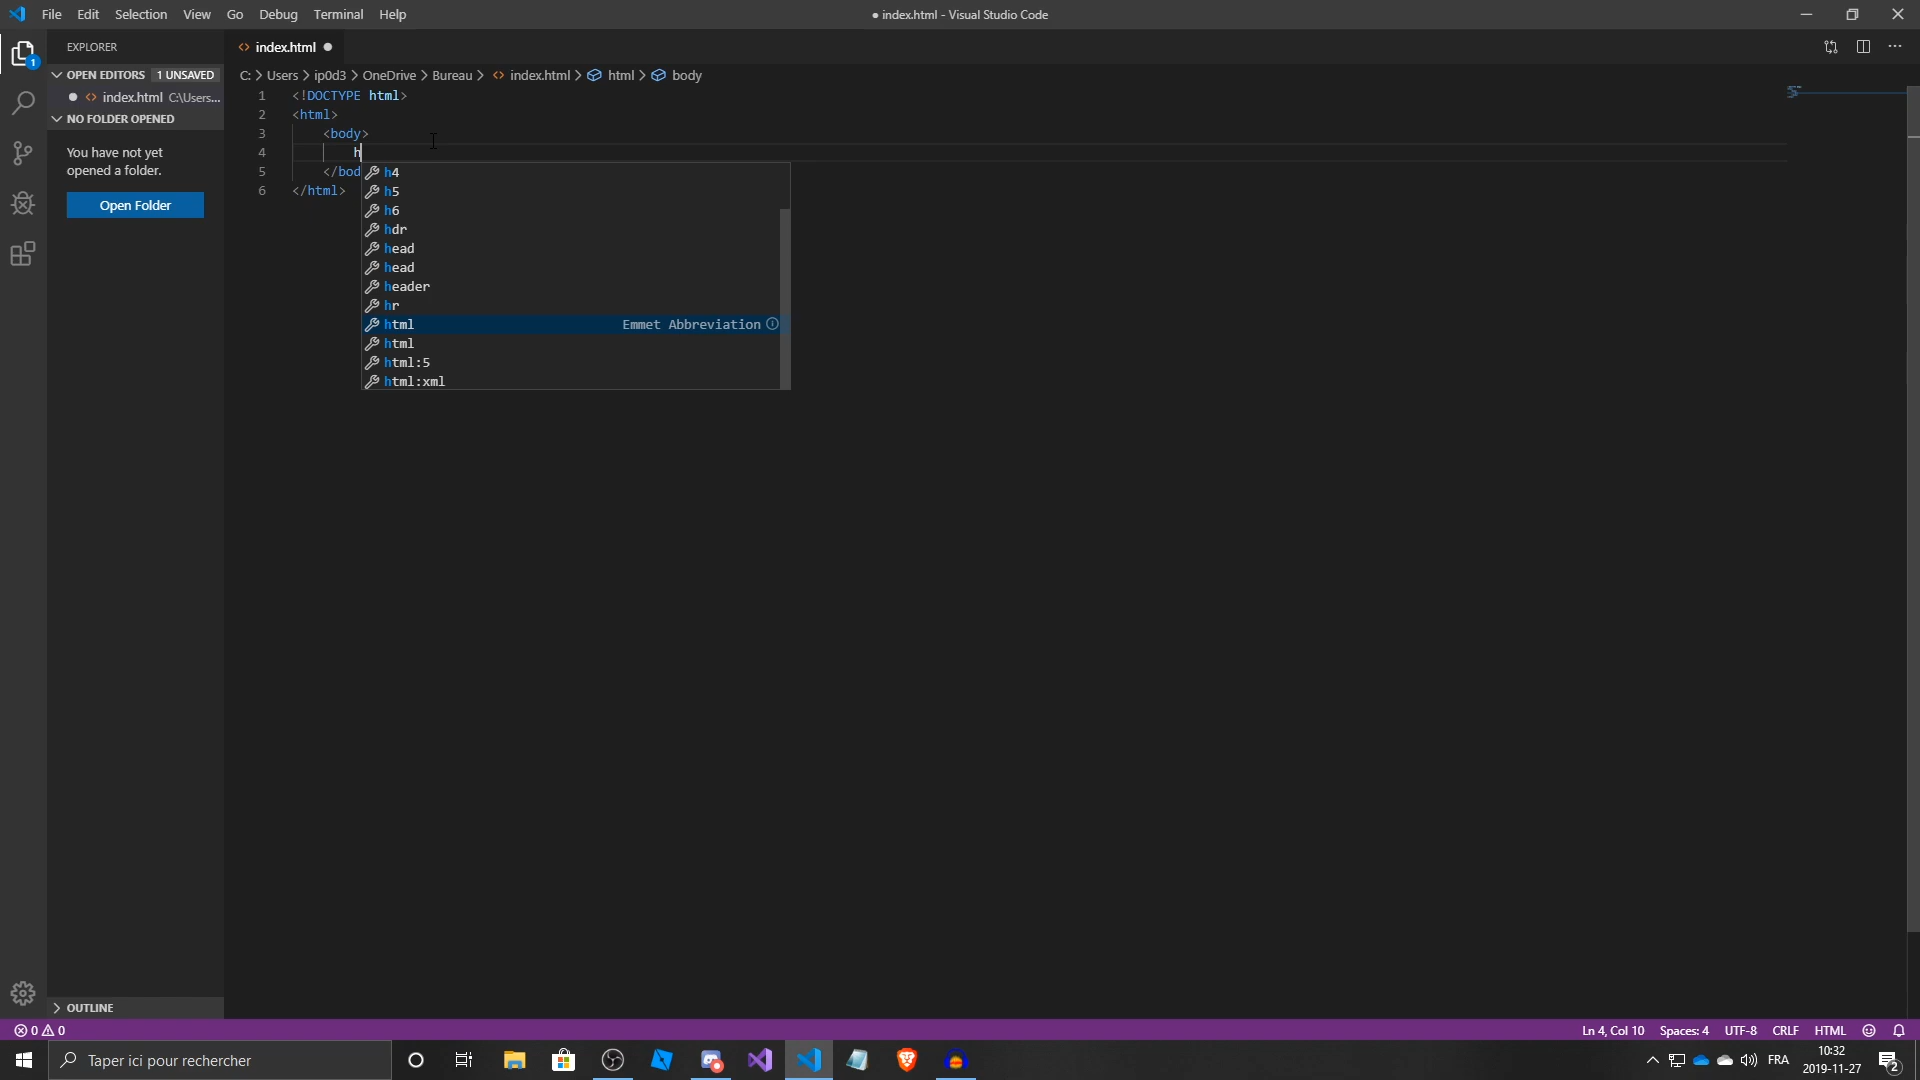 File Edit Selection View Go Debug Terminal Help
● index.html - Visual Studio Code
EXPLORER
index.html
OPEN EDITORS 1 UNSAVED
index.html C:\Users...
NO FOLDER OPENED
You have not yet
opened a folder.
Open Folder
OUTLINE
1
C: > Users > ip0d3 > OneDrive > Bureau > index.html > html > body
1 <!DOCTYPE html>
2 <html>
3 <body>
4 h
5 </bod
6 </html>
h4
h5
h6
hdr
head
head
header
hr
html Emmet Abbreviation
html
html:5
html:xml
0 0
Ln 4, Col 10 Spaces: 4 UTF-8 CRLF HTML
Taper ici pour rechercher
FRA
10:32
2019-11-27
2